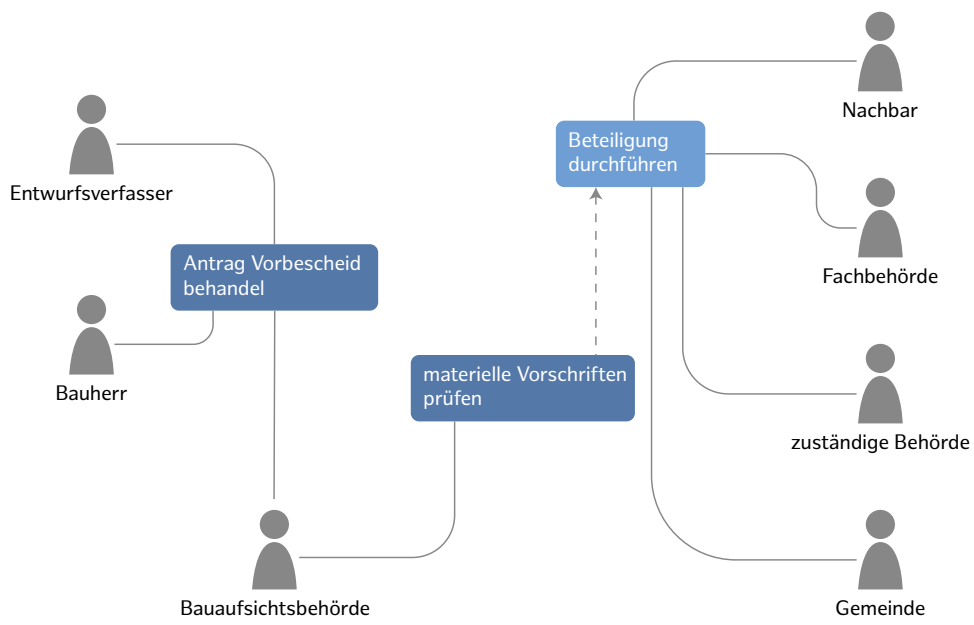 Nachbar
Beteiligung
durchführen
Entwurfsverfasser
Antrag Vorbescheid
behandel
Fachbehörde
materielle Vorschriften
prüfen
Bauherr
zuständige Behörde
Bauaufsichtsbehörde
Gemeinde